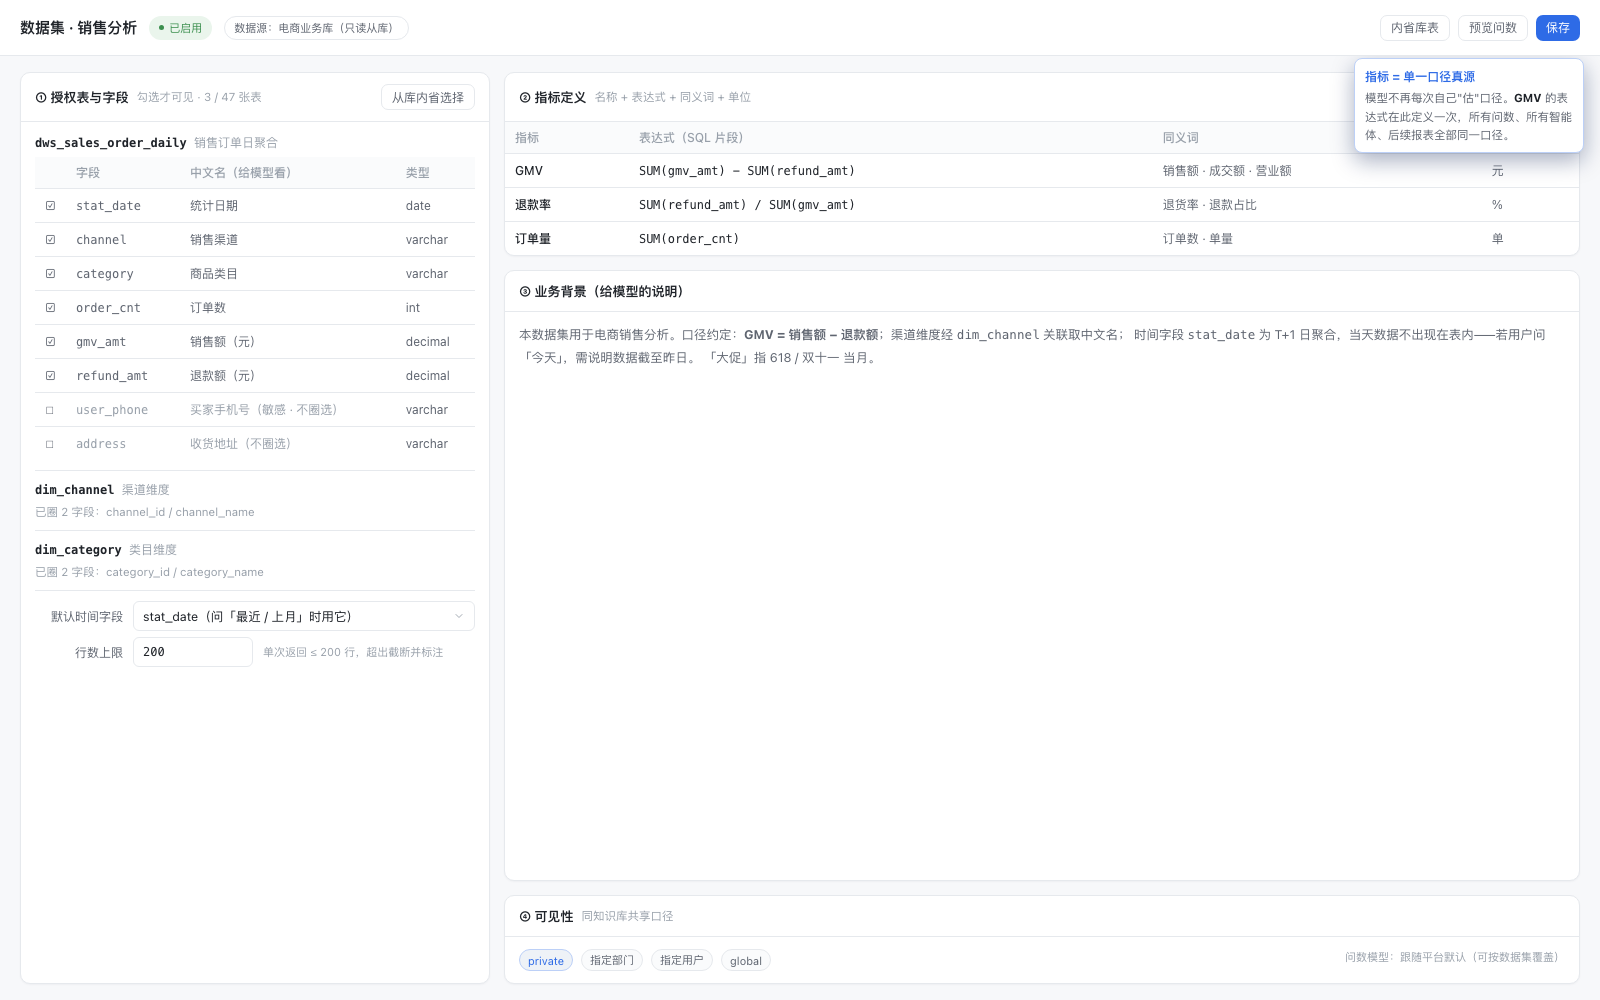 数据集 · 销售分析
已启用
数据源：电商业务库（只读从库）
内省库表
预览问数
保存
① 授权表与字段
勾选才可见 · 3 / 47 张表
从库内省选择
dws_sales_order_daily 销售订单日聚合
字段 中文名（给模型看） 类型
stat_date 统计日期 date
channel 销售渠道 varchar
category 商品类目 varchar
order_cnt 订单数 int
gmv_amt 销售额（元） decimal
refund_amt 退款额（元） decimal
user_phone 买家手机号（敏感 · 不圈选） varchar
address 收货地址（不圈选） varchar
dim_channel 渠道维度
已圈 2 字段：channel_id / channel_name
dim_category 类目维度
已圈 2 字段：category_id / category_name
默认时间字段 stat_date（问「最近 / 上月」时用它）
行数上限 200 单次返回 ≤ 200 行，超出截断并标注
② 指标定义 名称 + 表达式 + 同义词 + 单位
指标 表达式（SQL 片段） 同义词
GMV SUM(gmv_amt) − SUM(refund_amt) 销售额 · 成交额 · 营业额 元
退款率 SUM(refund_amt) / SUM(gmv_amt) 退货率 · 退款占比 %
订单量 SUM(order_cnt) 订单数 · 单量 单
指标 = 单一口径真源
模型不再每次自己"估"口径。GMV 的表
达式在此定义一次，所有问数、所有智能
体、后续报表全部同一口径。
③ 业务背景（给模型的说明）
本数据集用于电商销售分析。口径约定：GMV = 销售额 − 退款额；渠道维度经 dim_channel 关联取中文名； 时间字段 stat_date 为 T+1 日聚合，当天数据不出现在表内——若用户问
「今天」，需说明数据截至昨日。 「大促」指 618 / 双十一 当月。
④ 可见性 同知识库共享口径
private 指定部门 指定用户 global
问数模型：跟随平台默认（可按数据集覆盖）